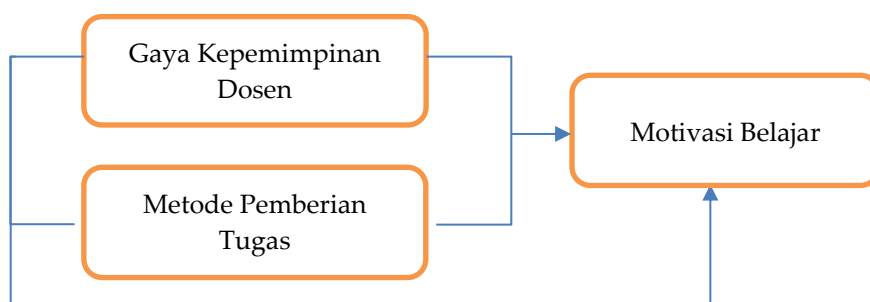 Gaya Kepemimpinan
Dosen
Motivasi Belajar
Metode Pemberian
Tugas